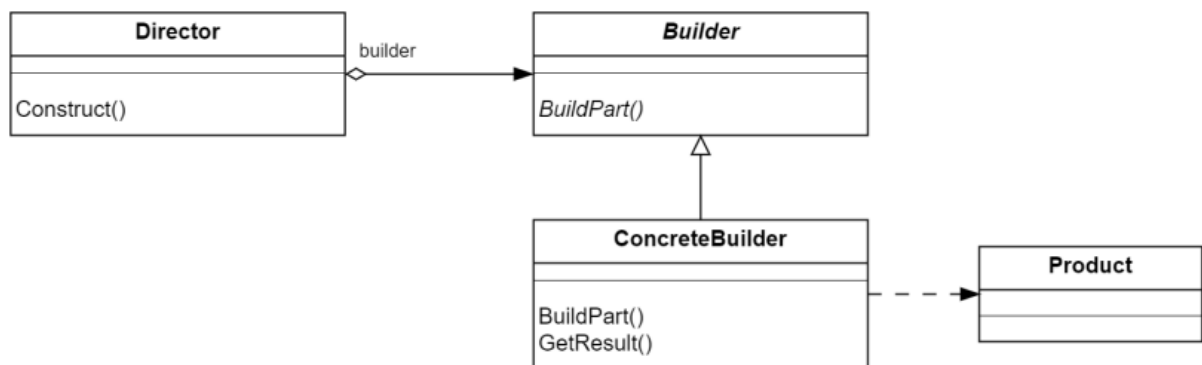 Director
builder
Construct()
Builder
BuildPart()
ConcreteBuilder
BuildPart()
GetResult()
Product